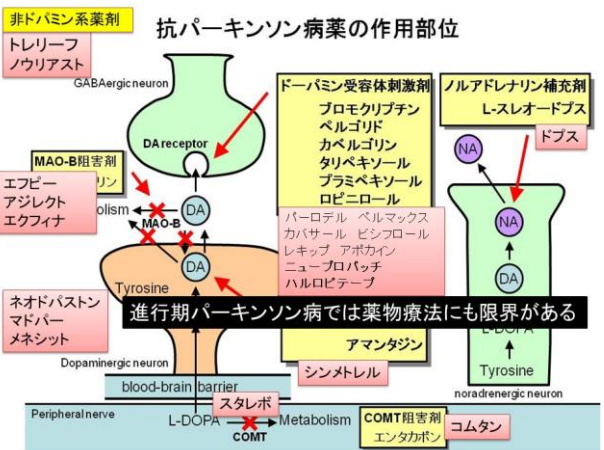 非ドパミン系薬剤
抗パーキンソン病薬の作用部位
トレリーフ
ノウリアスト
GABAergic neuron
DA receptor
ドーパミン受容体刺激剤
ブロモクリプチン
ペルゴリド
カベルゴリン
タリペキソール
プラミペキソール
ロピニロール
パーロデル ペルマックス
カバサール ビシフロール
レキップ アポカイン
ニュープロパッチ
ハルロピテープ
ノルアドレナリン補充剤
L-スレオードプス
ドプス
NA
NA
DA
L-DOPA
Tyrosine
noradrenergic neuron
MAO-B阻害剤
リン
エフピー
アジレクト
エクフィナ
olism
MAO-B
DA
DA
Tyrosine
ネオドパストン
マドパー
メネシット
進行期パーキンソン病では薬物療法にも限界がある
アマンタジン
シンメトレル
Dopaminergic neuron
blood-brain barrier
Peripheral nerve
スタレボ
L-DOPA
COMT
Metabolism
COMT阻害剤
エンタカポン
コムタン